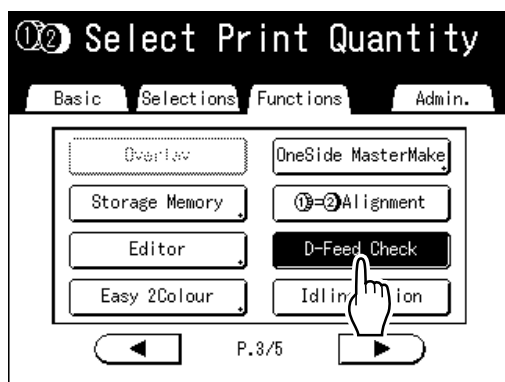 ①② Select Print Quantity
Basic Selections Functions Admin.
Overlay OneSide MasterMake
Storage Memory ①=②Alignment
Editor D-Feed Check
Easy 2Colour
P.3/5